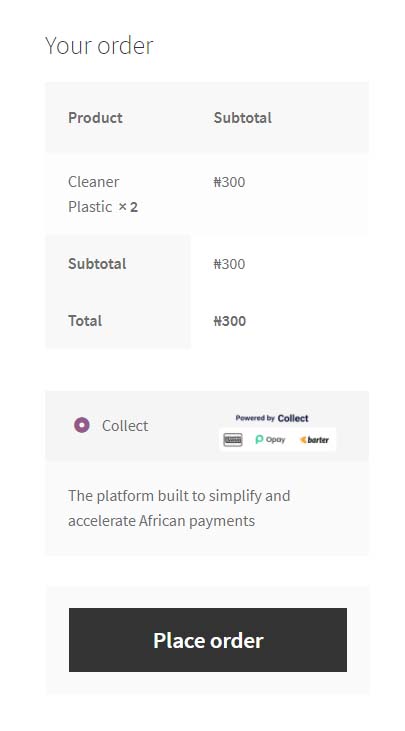 Your order
Product Subtotal
Cleaner ₦300
Plastic × 2
Subtotal ₦300
Total ₦300
Collect
Powered by Collect
Opay barter
The platform built to simplify and
accelerate African payments
Place order